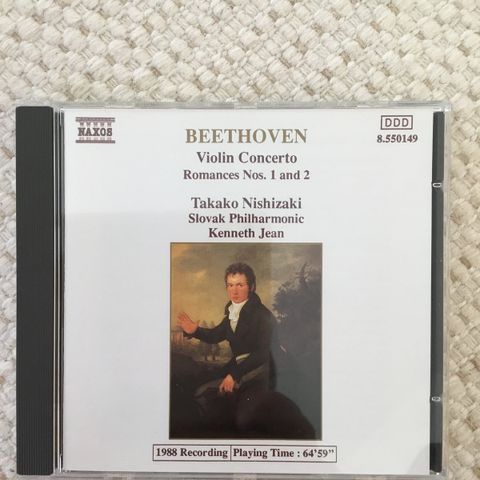 NAXOS
DDD
8.550149
BEETHOVEN
Violin Concerto
Romances Nos. 1 and 2
Takako Nishizaki
Slovak Philharmonic
Kenneth Jean
1988 Recording Playing Time : 64'59"